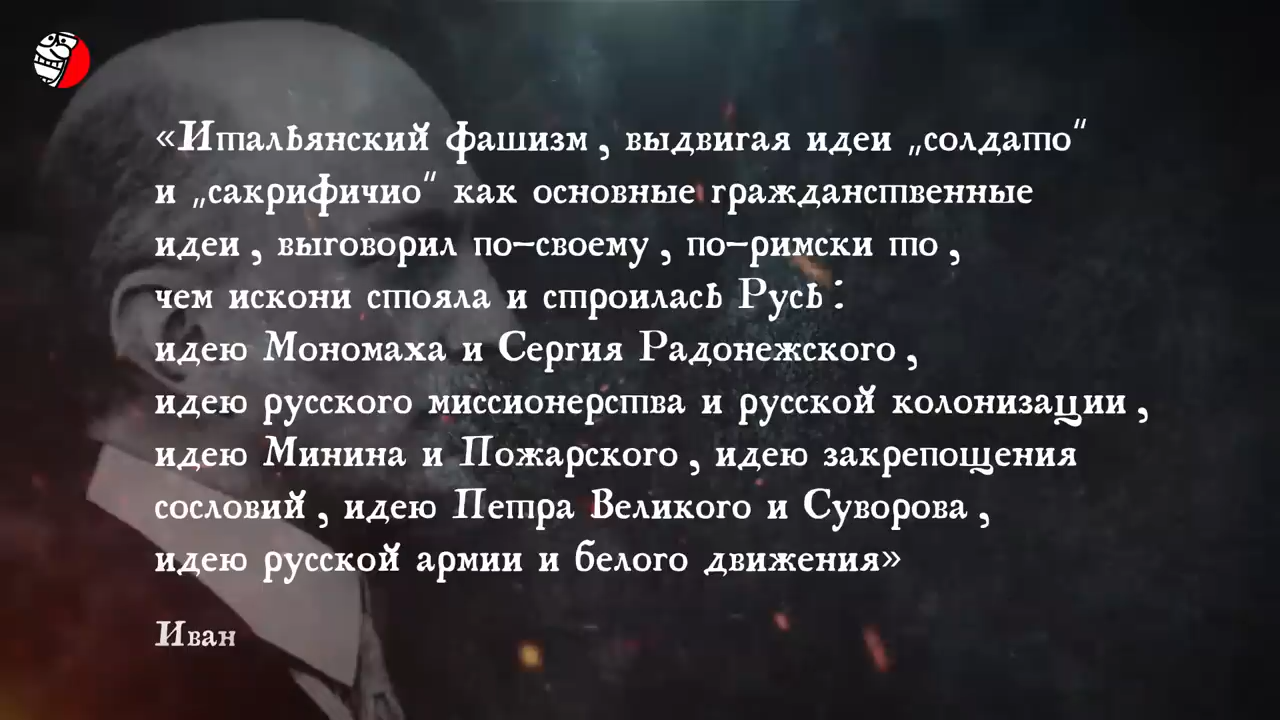 «Итальянский фашизм, выдвигая идеи „солдато“
и „сакрифичио“ как основные гражданственные
идеи, выговорил по-своему, по-римски то,
чем искони стояла и строилась Русь:
идею Мономаха и Сергия Радонежского,
идею русского миссионерства и русской колонизации,
идею Минина и Пожарского, идею закрепощения
сословий, идею Петра Великого и Суворова,
идею русской армии и белого движения»
Иван